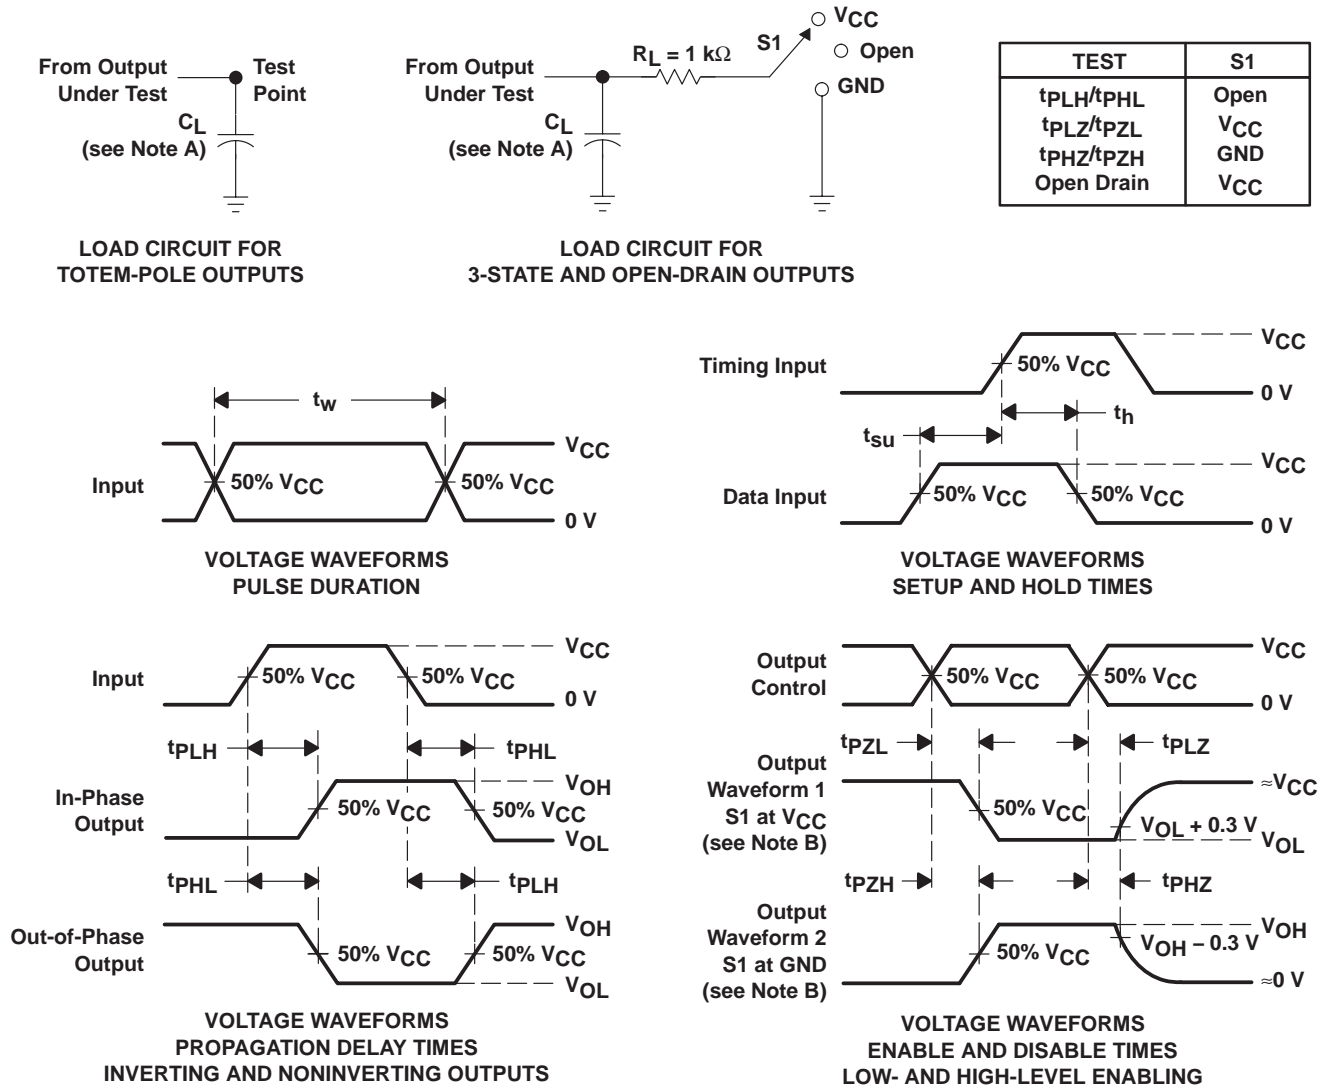 From Output
Under Test
Test
Point
CL
(see Note A)
LOAD CIRCUIT FOR
TOTEM-POLE OUTPUTS
From Output
Under Test
RL = 1 kΩ
S1
VCC
Open
GND
CL
(see Note A)
LOAD CIRCUIT FOR
3-STATE AND OPEN-DRAIN OUTPUTS
TEST S1
tPLH/tPHL Open
tPLZ/tPZL VCC
tPHZ/tPZH GND
Open Drain VCC
tw
Input
50% VCC
50% VCC
VCC
0 V
VOLTAGE WAVEFORMS
PULSE DURATION
Timing Input
50% VCC
VCC
0 V
tsu
th
Data Input
50% VCC
50% VCC
VCC
0 V
VOLTAGE WAVEFORMS
SETUP AND HOLD TIMES
Input
50% VCC
50% VCC
VCC
0 V
tPLH
tPHL
In-Phase
Output
50% VCC
50% VCC
VOH
VOL
tPHL
tPLH
Out-of-Phase
Output
50% VCC
50% VCC
VOH
VOL
VOLTAGE WAVEFORMS
PROPAGATION DELAY TIMES
INVERTING AND NONINVERTING OUTPUTS
Output
Control
50% VCC
50% VCC
VCC
0 V
tPZL
tPLZ
Output
Waveform 1
S1 at VCC
(see Note B)
50% VCC
≈VCC
VOL + 0.3 V
VOL
tPZH
tPHZ
Output
Waveform 2
S1 at GND
(see Note B)
50% VCC
VOH
VOH − 0.3 V
≈0 V
VOLTAGE WAVEFORMS
ENABLE AND DISABLE TIMES
LOW- AND HIGH-LEVEL ENABLING